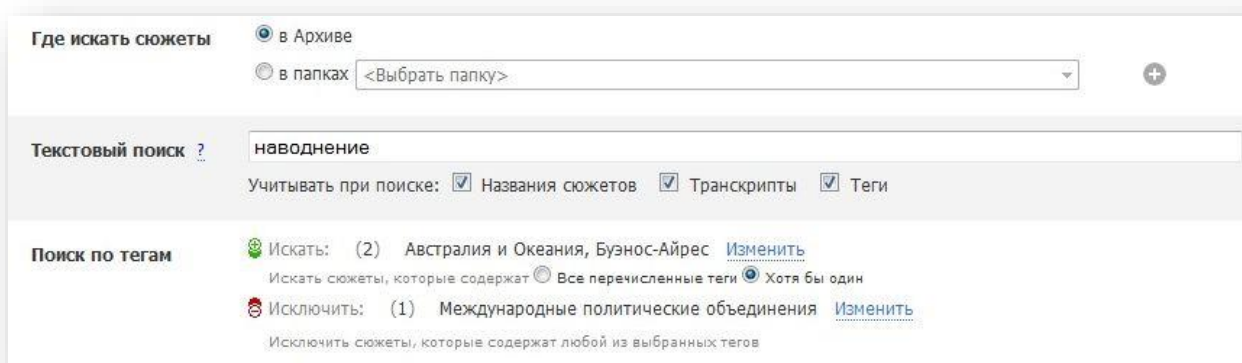 Где искать сюжеты
в Архиве
в папках <Выбрать папку>
Текстовый поиск ?
наводнение
Учитывать при поиске: Названия сюжетов Транскрипты Теги
Поиск по тегам
Искать: (2) Австралия и Океания, Буэнос-Айрес Изменить
Искать сюжеты, которые содержат Все перечисленные теги Хотя бы один
Исключить: (1) Международные политические объединения Изменить
Исключить сюжеты, которые содержат любой из выбранных тегов